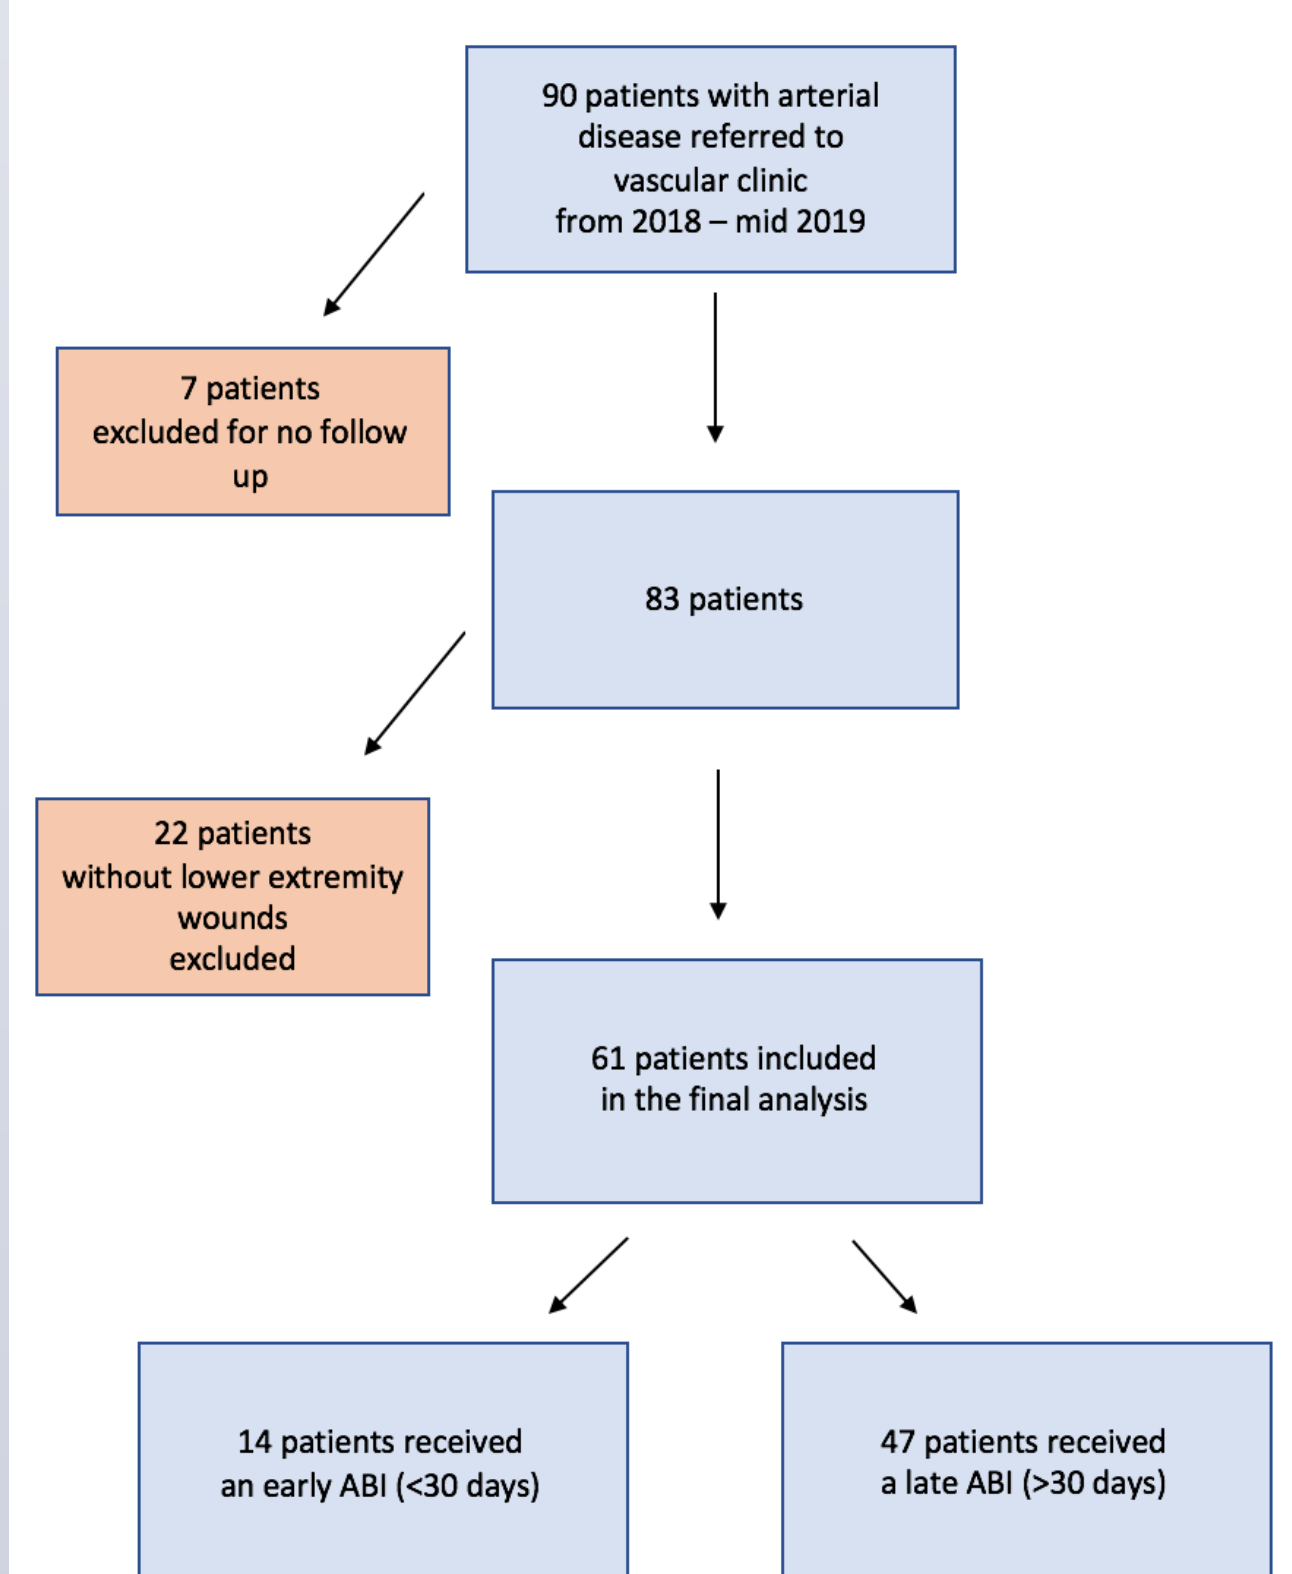 90 patients with arterial
disease referred to
vascular clinic
from 2018 – mid 2019
7 patients
excluded for no follow
up
83 patients
22 patients
without lower extremity
wounds
excluded
61 patients included
in the final analysis
14 patients received
an early ABI (<30 days)
47 patients received
a late ABI (>30 days)